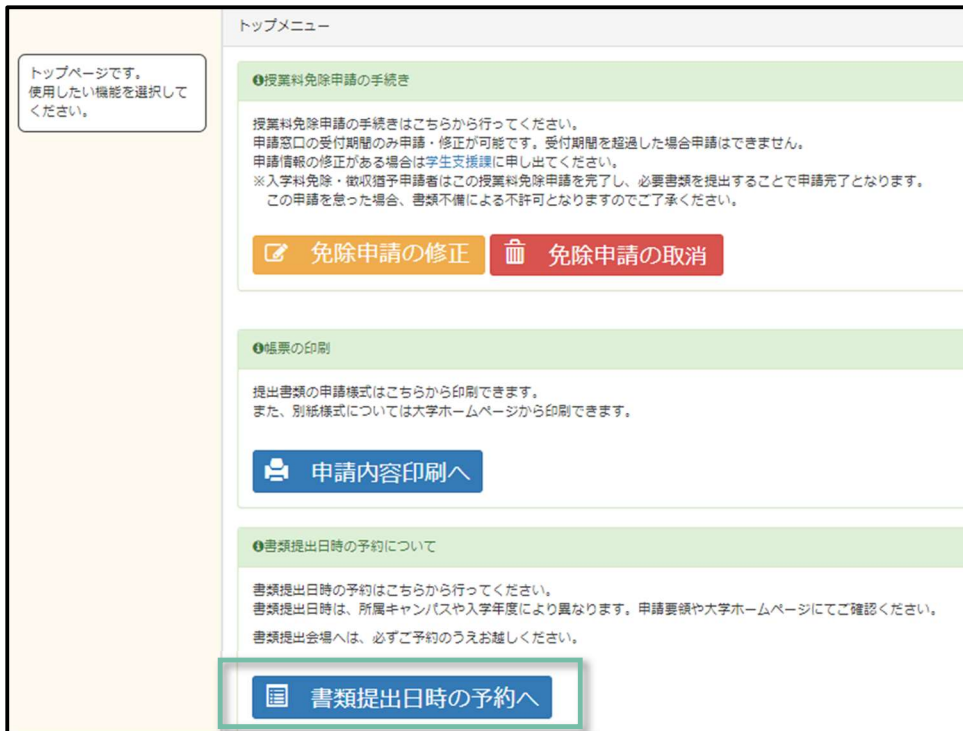 トップメニュー
トップページです。
使用したい機能を選択して
ください。
授業料免除申請の手続き
授業料免除申請の手続きはこちらから行ってください。
申請窓口の受付期間のみ申請・修正が可能です。受付期間を超過した場合申請はできません。
申請情報の修正がある場合は学生支援課に申し出てください。
※入学料免除・徴収猶予申請者はこの授業料免除申請を完了し、必要書類を提出することで申請完了となります。
この申請を怠った場合、書類不備による不許可となりますのでご了承ください。
免除申請の修正 免除申請の取消
帳票の印刷
提出書類の申請様式はこちらから印刷できます。
また、別紙様式については大学ホームページから印刷できます。
申請内容印刷へ
書類提出日時の予約について
書類提出日時の予約はこちらから行ってください。
書類提出日時は、所属キャンパスや入学年度により異なります。申請要領や大学ホームページにてご確認ください。
書類提出会場へは、必ずご予約のうえお越しください。
書類提出日時の予約へ